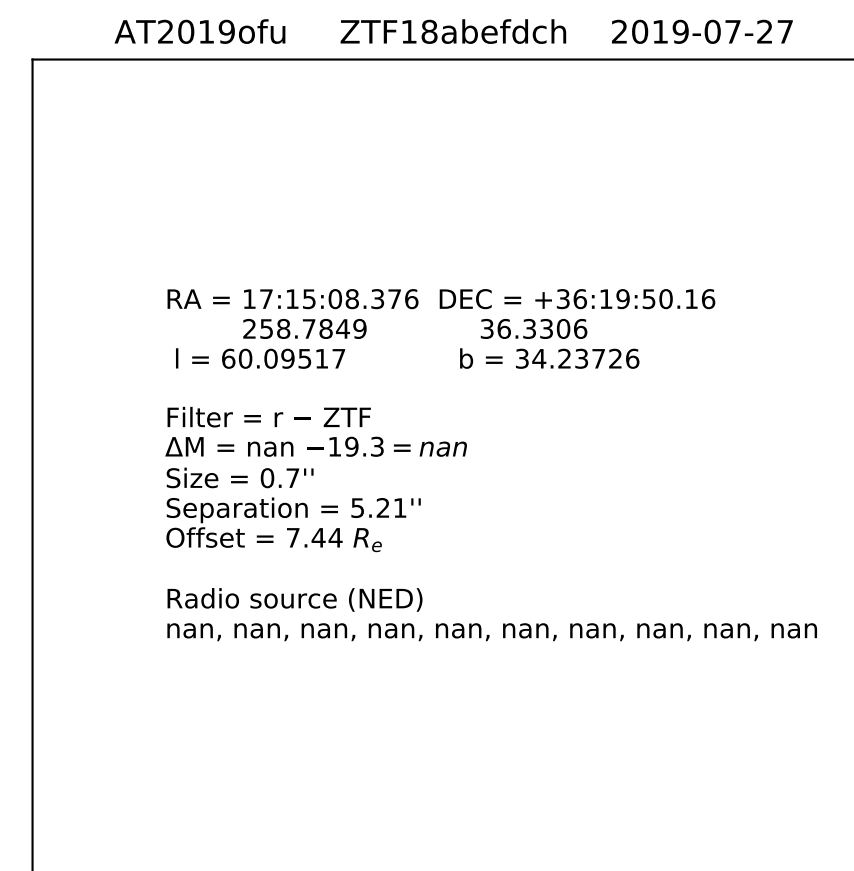 AT2019ofu ZTF18abefdch 2019-07-27
RA = 17:15:08.376 DEC = +36:19:50.16
258.7849 36.3306
l = 60.09517 b = 34.23726
Filter = r − ZTF
ΔM = nan −19.3 = nan
Size = 0.7''
Separation = 5.21''
Offset = 7.44 Re
Radio source (NED)
nan, nan, nan, nan, nan, nan, nan, nan, nan, nan